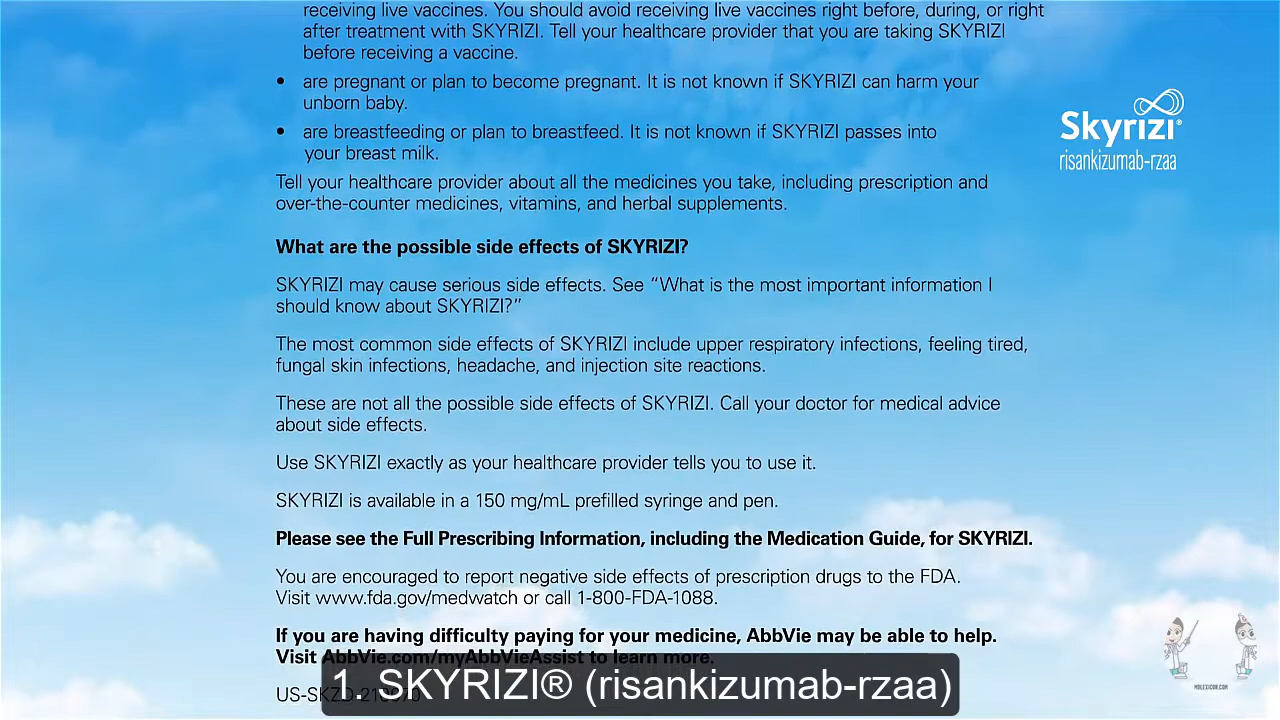 receiving live vaccines. You should avoid receiving live vaccines right before, during, or right
after treatment with SKYRIZI. Tell your healthcare provider that you are taking SKYRIZI
before receiving a vaccine.
• are pregnant or plan to become pregnant. It is not known if SKYRIZI can harm your
unborn baby.
• are breastfeeding or plan to breastfeed. It is not known if SKYRIZI passes into
your breast milk.
Tell your healthcare provider about all the medicines you take, including prescription and
over-the-counter medicines, vitamins, and herbal supplements.
What are the possible side effects of SKYRIZI?
SKYRIZI may cause serious side effects. See “What is the most important information I
should know about SKYRIZI?”
The most common side effects of SKYRIZI include upper respiratory infections, feeling tired,
fungal skin infections, headache, and injection site reactions.
These are not all the possible side effects of SKYRIZI. Call your doctor for medical advice
about side effects.
Use SKYRIZI exactly as your healthcare provider tells you to use it.
SKYRIZI is available in a 150 mg/mL prefilled syringe and pen.
Please see the Full Prescribing Information, including the Medication Guide, for SKYRIZI.
You are encouraged to report negative side effects of prescription drugs to the FDA.
Visit www.fda.gov/medwatch or call 1-800-FDA-1088.
If you are having difficulty paying for your medicine, AbbVie may be able to help.
Visit AbbVie.com/myAbbVieAssist to learn more.
Skyrizi®
risankizumab-rzaa
MOLEXICON.COM
1. SKYRIZI® (risankizumab-rzaa)